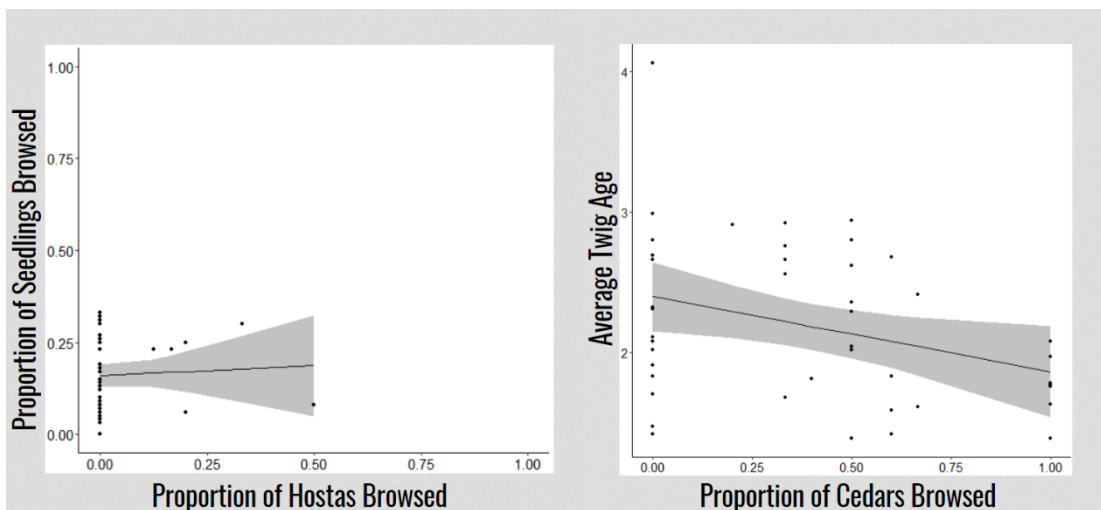 Proportion of Seedlings Browsed
1.00
0.75
0.50
0.25
0.00
0.00 0.25 0.50 0.75 1.00
Proportion of Hostas Browsed
Average Twig Age
4
3
2
0.00 0.25 0.50 0.75 1.00
Proportion of Cedars Browsed